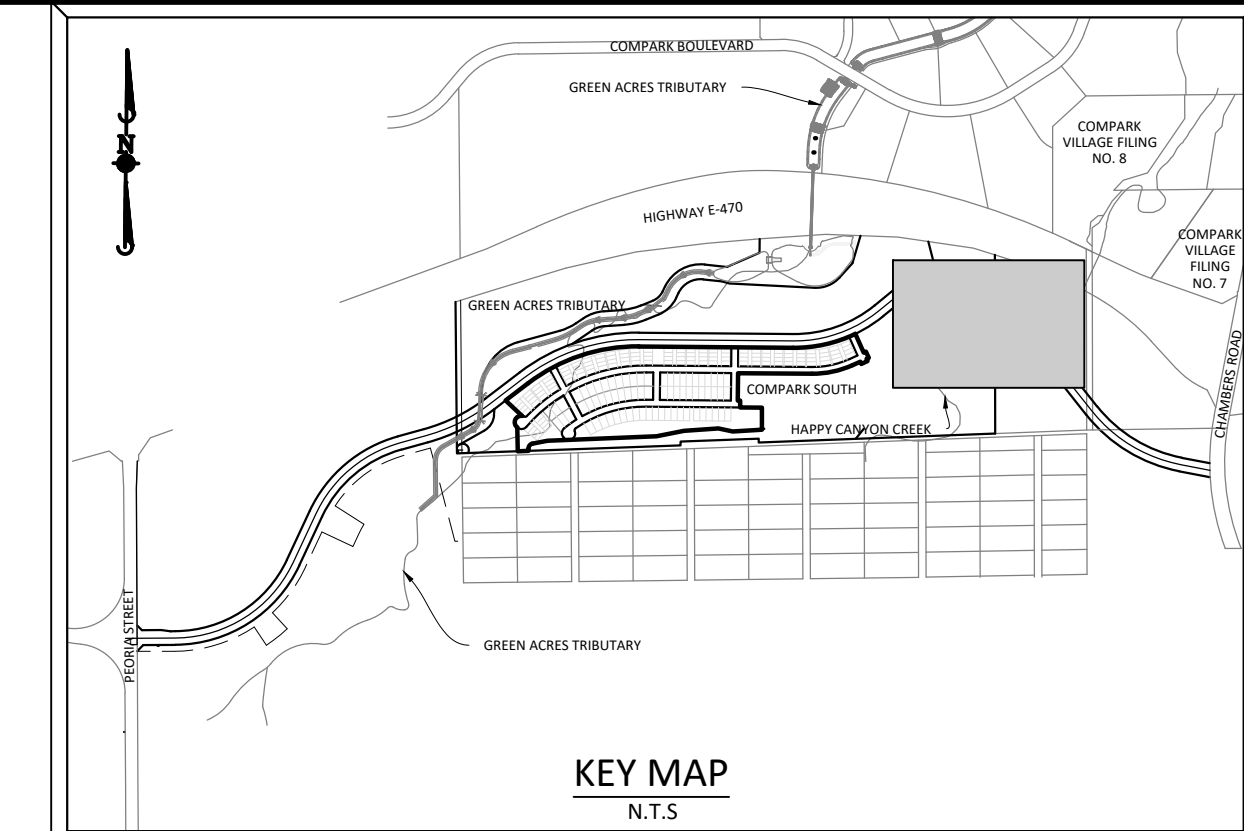 COMPARK BOULEVARD
GREEN ACRES TRIBUTARY
COMPARK
VILLAGE FILING
NO. 8
N
HIGHWAY E-470
COMPARK
VILLAGE
FILING
NO. 7
GREEN ACRES TRIBUTARY
CHAMBERS ROAD
COMPARK SOUTH
HAPPY CANYON CREEK
PEORIA STREET
GREEN ACRES TRIBUTARY
KEY MAP
N.T.S